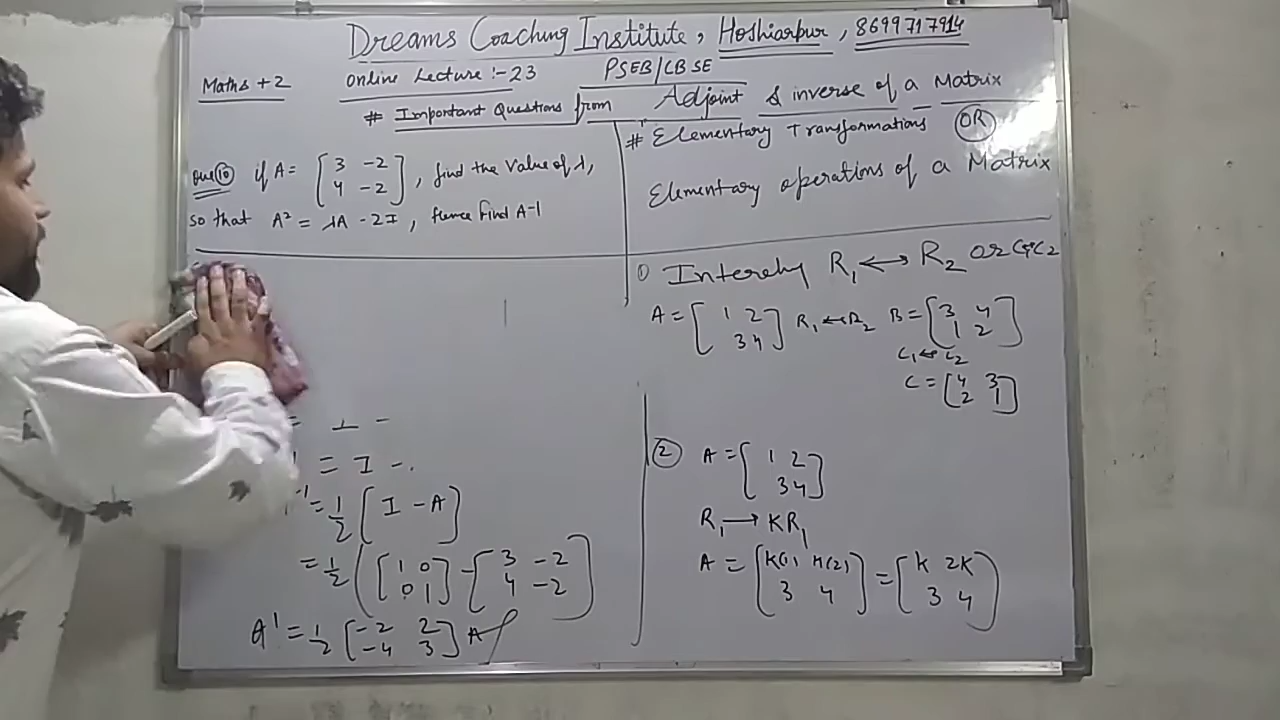 Dreams Coaching Institute, Hoshiarpur, 8699717914
Maths +2 Online Lecture :- 23 PSEB/CBSE
# Important Questions from Adjoint & inverse of a Matrix
Que (10) if A = [3 -2; 4 -2], find the Value of λ,
so that A² = λA - 2I, Hence Find A-1
# Elementary Transformations (OR)
Elementary operations of a Matrix
① R₁ ↔ R₂ or C₁↔C₂
A = [1 2; 3 4] R₁ ↔ R₂ B = [3 4; 1 2]
C₁ ↔ C₂
C = [4 3; 2 1]
② A = [1 2; 3 4]
R₁ → KR₁
A = [K(1) K(2); 3 4] = [K 2K; 3 4]
= I -
= I -.
⁻¹ = 1/2 [I - A]
= 1/2 ([1 0; 0 1] - [3 -2; 4 -2])
A¹ = 1/2 [-2 2; -4 3] A